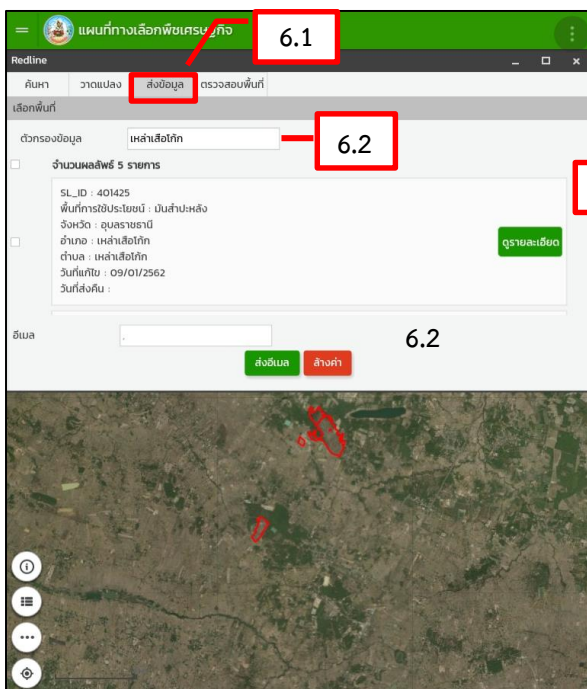 แผนที่ทางเลือกพืชเศรษฐกิจ
6.1
Redline
ค้นหา วาดแปลง ส่งข้อมูล ตรวจสอบพื้นที่
เลือกพื้นที่
ตัวกรองข้อมูล เหล่าเสือโก้ก
6.2
จำนวนผลลัพธ์ 5 รายการ
SL_ID : 401425
พื้นที่การใช้ประโยชน์ : มันสำปะหลัง
จังหวัด : อุบลราชธานี
อำเภอ : เหล่าเสือโก้ก
ดูรายละเอียด
ตำบล : เหล่าเสือโก้ก
วันที่แก้ไข : 09/01/2562
วันที่ส่งคืน :
อีเมล .
6.2
ส่งอีเมล ล้างค่า